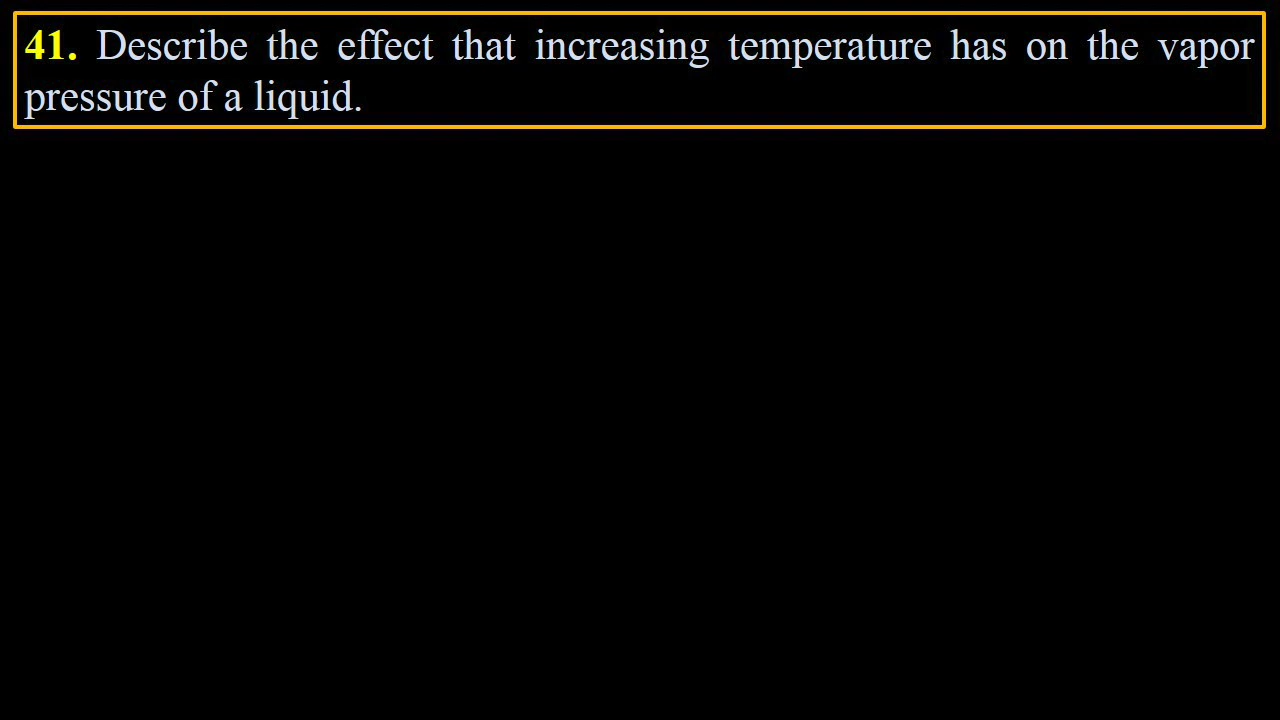 41. Describe the effect that increasing temperature has on the vapor
pressure of a liquid.